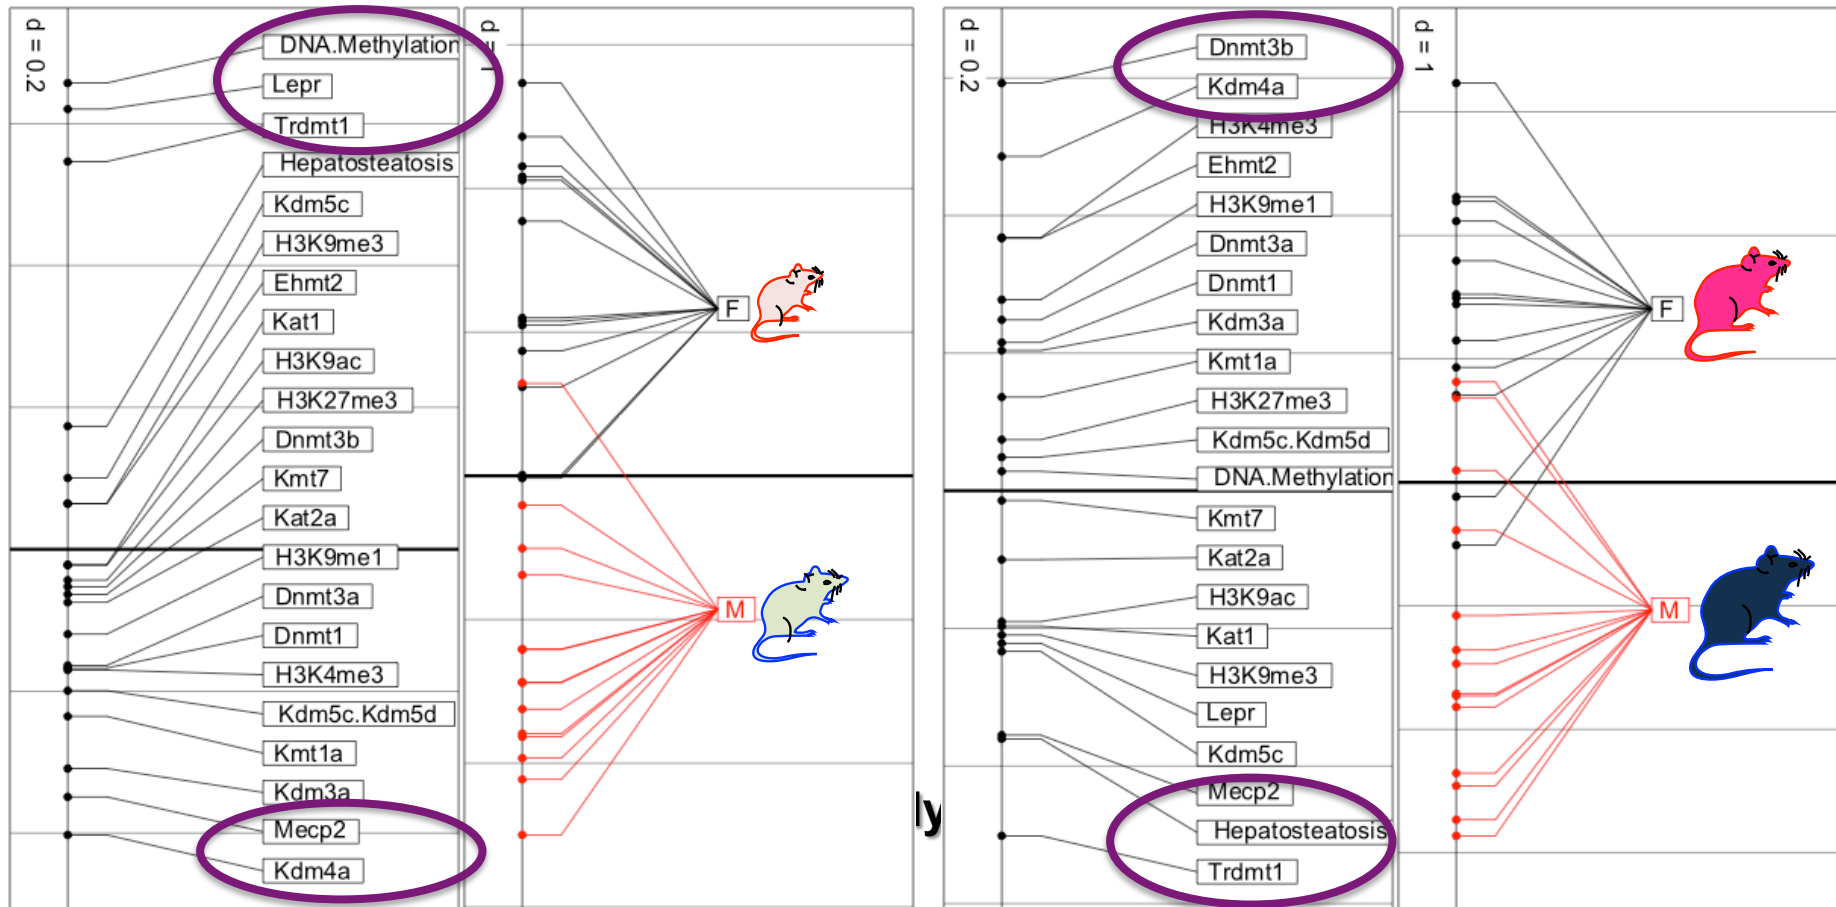 d = 0.2
DNA.Methylation
Lepr
Trdmt1
Hepatosteatosis
Kdm5c
H3K9me3
Ehmt2
Kat1
H3K9ac
H3K27me3
Dnmt3b
Kmt7
Kat2a
H3K9me1
Dnmt3a
Dnmt1
H3K4me3
Kdm5c.Kdm5d
Kmt1a
Kdm3a
Mecp2
Kdm4a
F
M
ly
d = 0.2
Dnmt3b
Kdm4a
H3K4me3
Ehmt2
H3K9me1
Dnmt3a
Dnmt1
Kdm3a
Kmt1a
H3K27me3
Kdm5c.Kdm5d
DNA.Methylation
Kmt7
Kat2a
H3K9ac
Kat1
H3K9me3
Lepr
Kdm5c
Mecp2
Hepatosteatosis
Trdmt1
d = 1
F
M